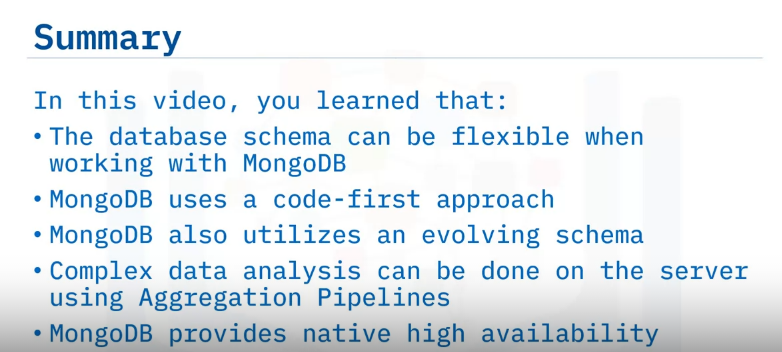 Summary
In this video, you learned that:
• The database schema can be flexible when
working with MongoDB
• MongoDB uses a code-first approach
• MongoDB also utilizes an evolving schema
• Complex data analysis can be done on the server
using Aggregation Pipelines
• MongoDB provides native high availability